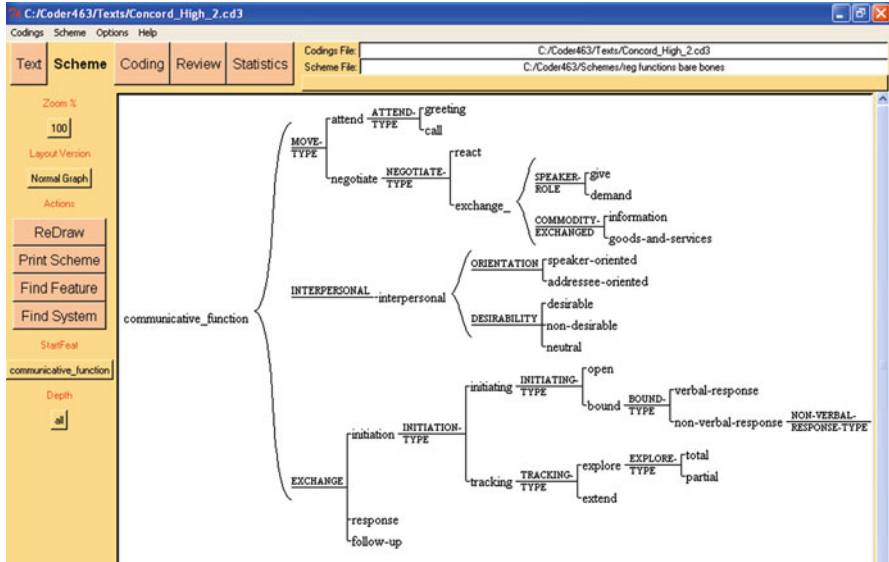 C:/Coder463/Texts/Concord_High_2.cd3
Codings Scheme Options Help
Text Scheme Coding Review Statistics
Codings File: C:/Coder463/Texts/Concord_High_2.cd3
Scheme File: C:/Coder463/Schemes/reg functions bare bones
Zoom %
100
Layout Version
Normal Graph
Actions
ReDraw
Print Scheme
Find Feature
Find System
StartFeat
communicative_function
Depth
all
communicative_function
MOVE-
TYPE
attend
ATTEND-
TYPE
greeting
call
negotiate
NEGOTIATE-
TYPE
react
exchange_
SPEAKER-
ROLE
give
demand
COMMODITY-
EXCHANGED
information
goods-and-services
INTERPERSONAL
interpersonal
ORIENTATION
speaker-oriented
addressee-oriented
DESIRABILITY
desirable
non-desirable
neutral
EXCHANGE
initiation
INITIATION-
TYPE
initiating
INITIATING-
TYPE
open
bound
BOUND-
TYPE
verbal-response
non-verbal-response
NON-VERBAL-
RESPONSE-TYPE
tracking
TRACKING-
TYPE
explore
EXPLORE-
TYPE
total
partial
extend
response
follow-up